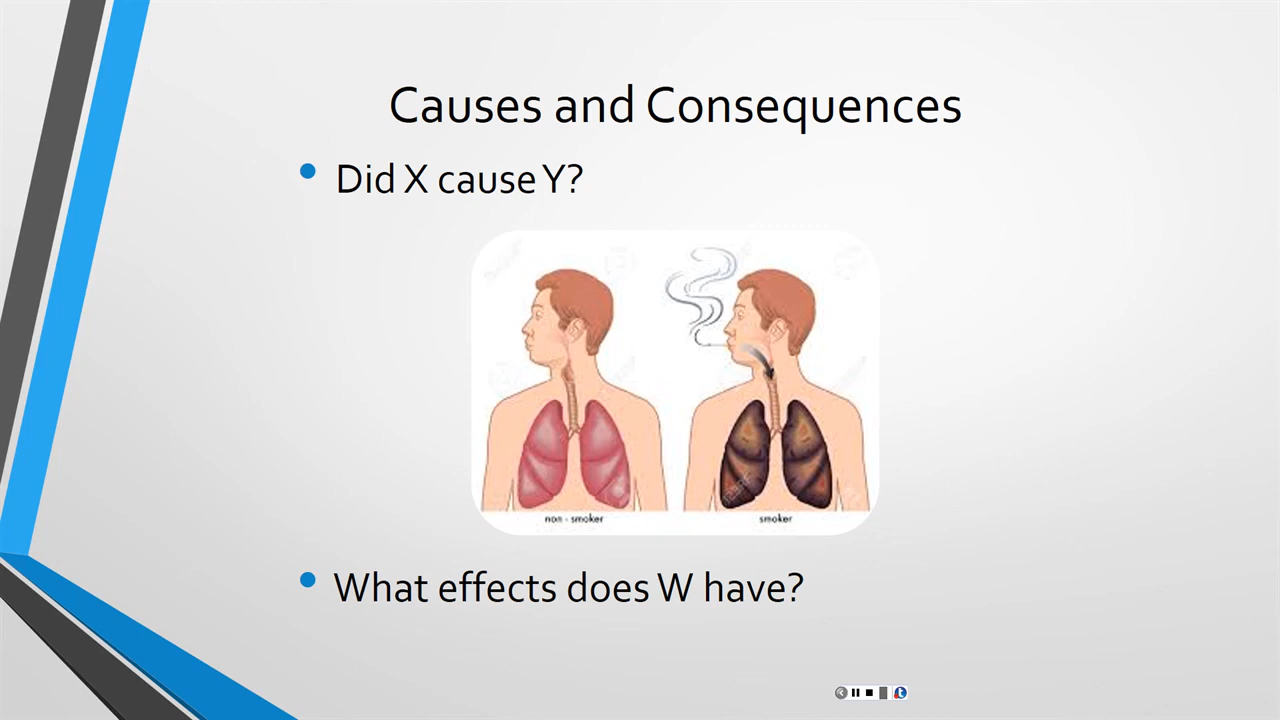 Causes and Consequences
Did X cause Y?
non - smoker
smoker
What effects does W have?